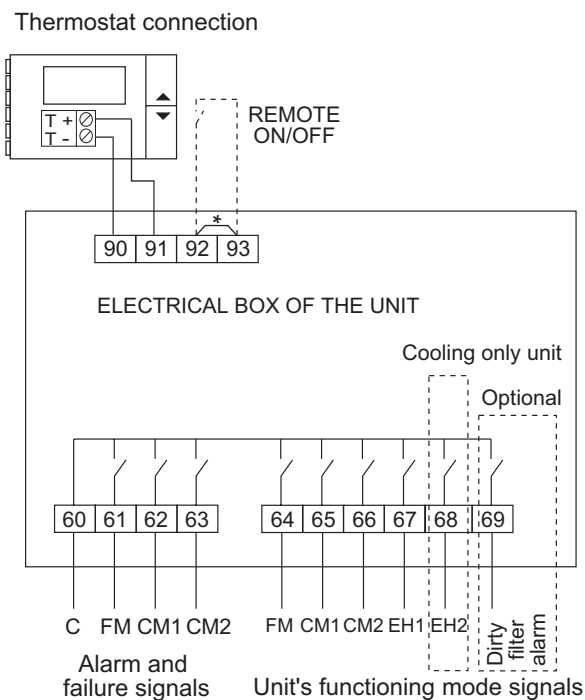 Thermostat connection
T +
T -
REMOTE
ON/OFF
*
90 91 92 93
ELECTRICAL BOX OF THE UNIT
Cooling only unit
Optional
60 61 62 63 64 65 66 67 68 69
C FM CM1 CM2 FM CM1 CM2 EH1 EH2
Dirty
filter
alarm
Alarm and
failure signals
Unit's functioning mode signals